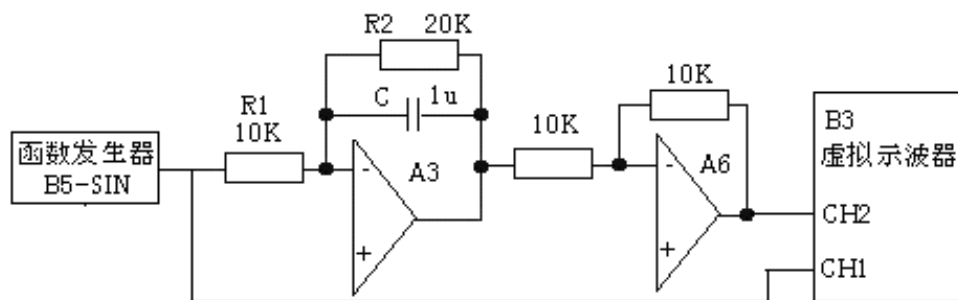 R2 20K
C 1u
R1
10K
函数发生器
B5-SIN
-
A3
+
10K
10K
-
A6
+
B3
虚拟示波器
CH2
CH1